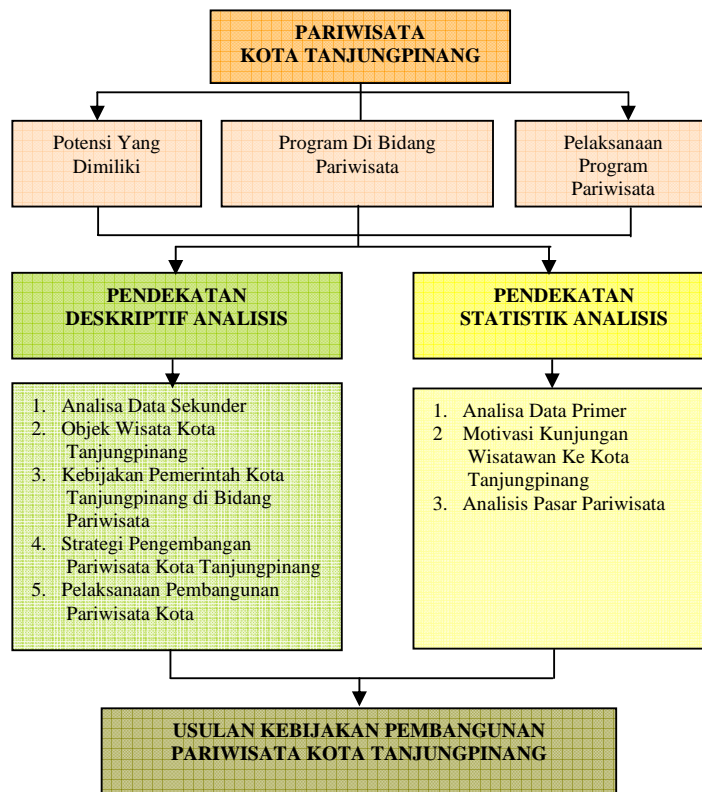 PARIWISATA
KOTA TANJUNGPINANG
Potensi Yang
Dimiliki
Program Di Bidang
Pariwisata
Pelaksanaan
Program
Pariwisata
PENDEKATAN
DESKRIPTIF ANALISIS
PENDEKATAN
STATISTIK ANALISIS
1. Analisa Data Sekunder
2. Objek Wisata Kota
Tanjungpinang
3. Kebijakan Pemerintah Kota
Tanjungpinang di Bidang
Pariwisata
4. Strategi Pengembangan
Pariwisata Kota Tanjungpinang
5. Pelaksanaan Pembangunan
Pariwisata Kota
1. Analisa Data Primer
2 Motivasi Kunjungan
Wisatawan Ke Kota
Tanjungpinang
3. Analisis Pasar Pariwisata
USULAN KEBIJAKAN PEMBANGUNAN
PARIWISATA KOTA TANJUNGPINANG